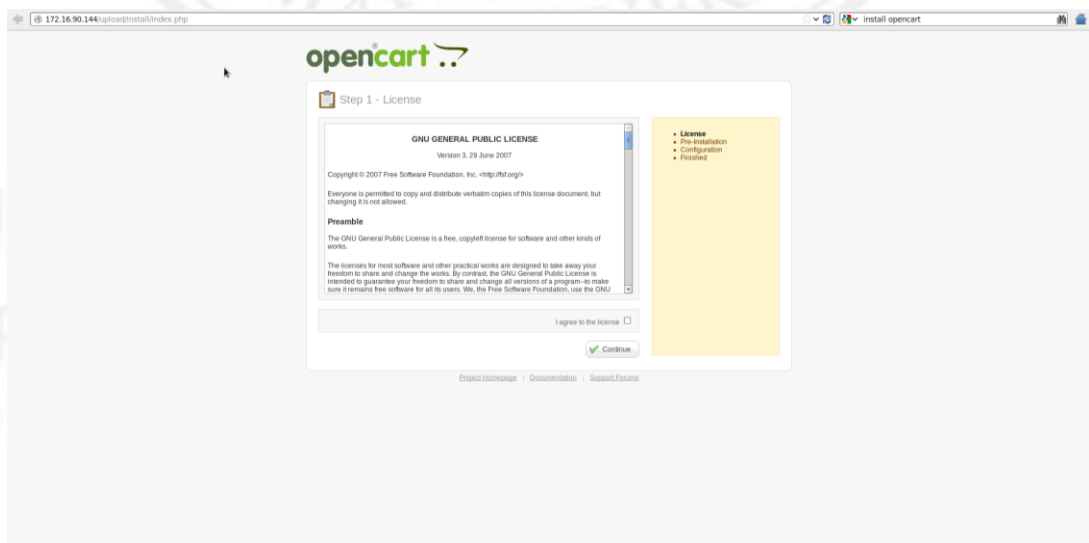 172.16.90.144/upload/install/index.php
install opencart
opencart
Step 1 - License
GNU GENERAL PUBLIC LICENSE
Version 3, 29 June 2007
Copyright © 2007 Free Software Foundation, Inc. <http://fsf.org/>
Everyone is permitted to copy and distribute verbatim copies of this license document, but
changing it is not allowed.
Preamble
The GNU General Public License is a free, copyleft license for software and other kinds of
works.
The licenses for most software and other practical works are designed to take away your
freedom to share and change the works. By contrast, the GNU General Public License is
intended to guarantee your freedom to share and change all versions of a program--to make
sure it remains free software for all its users. We, the Free Software Foundation, use the GNU
I agree to the license
Continue
License
Pre-Installation
Configuration
Finished
Project Homepage | Documentation | Support Forums